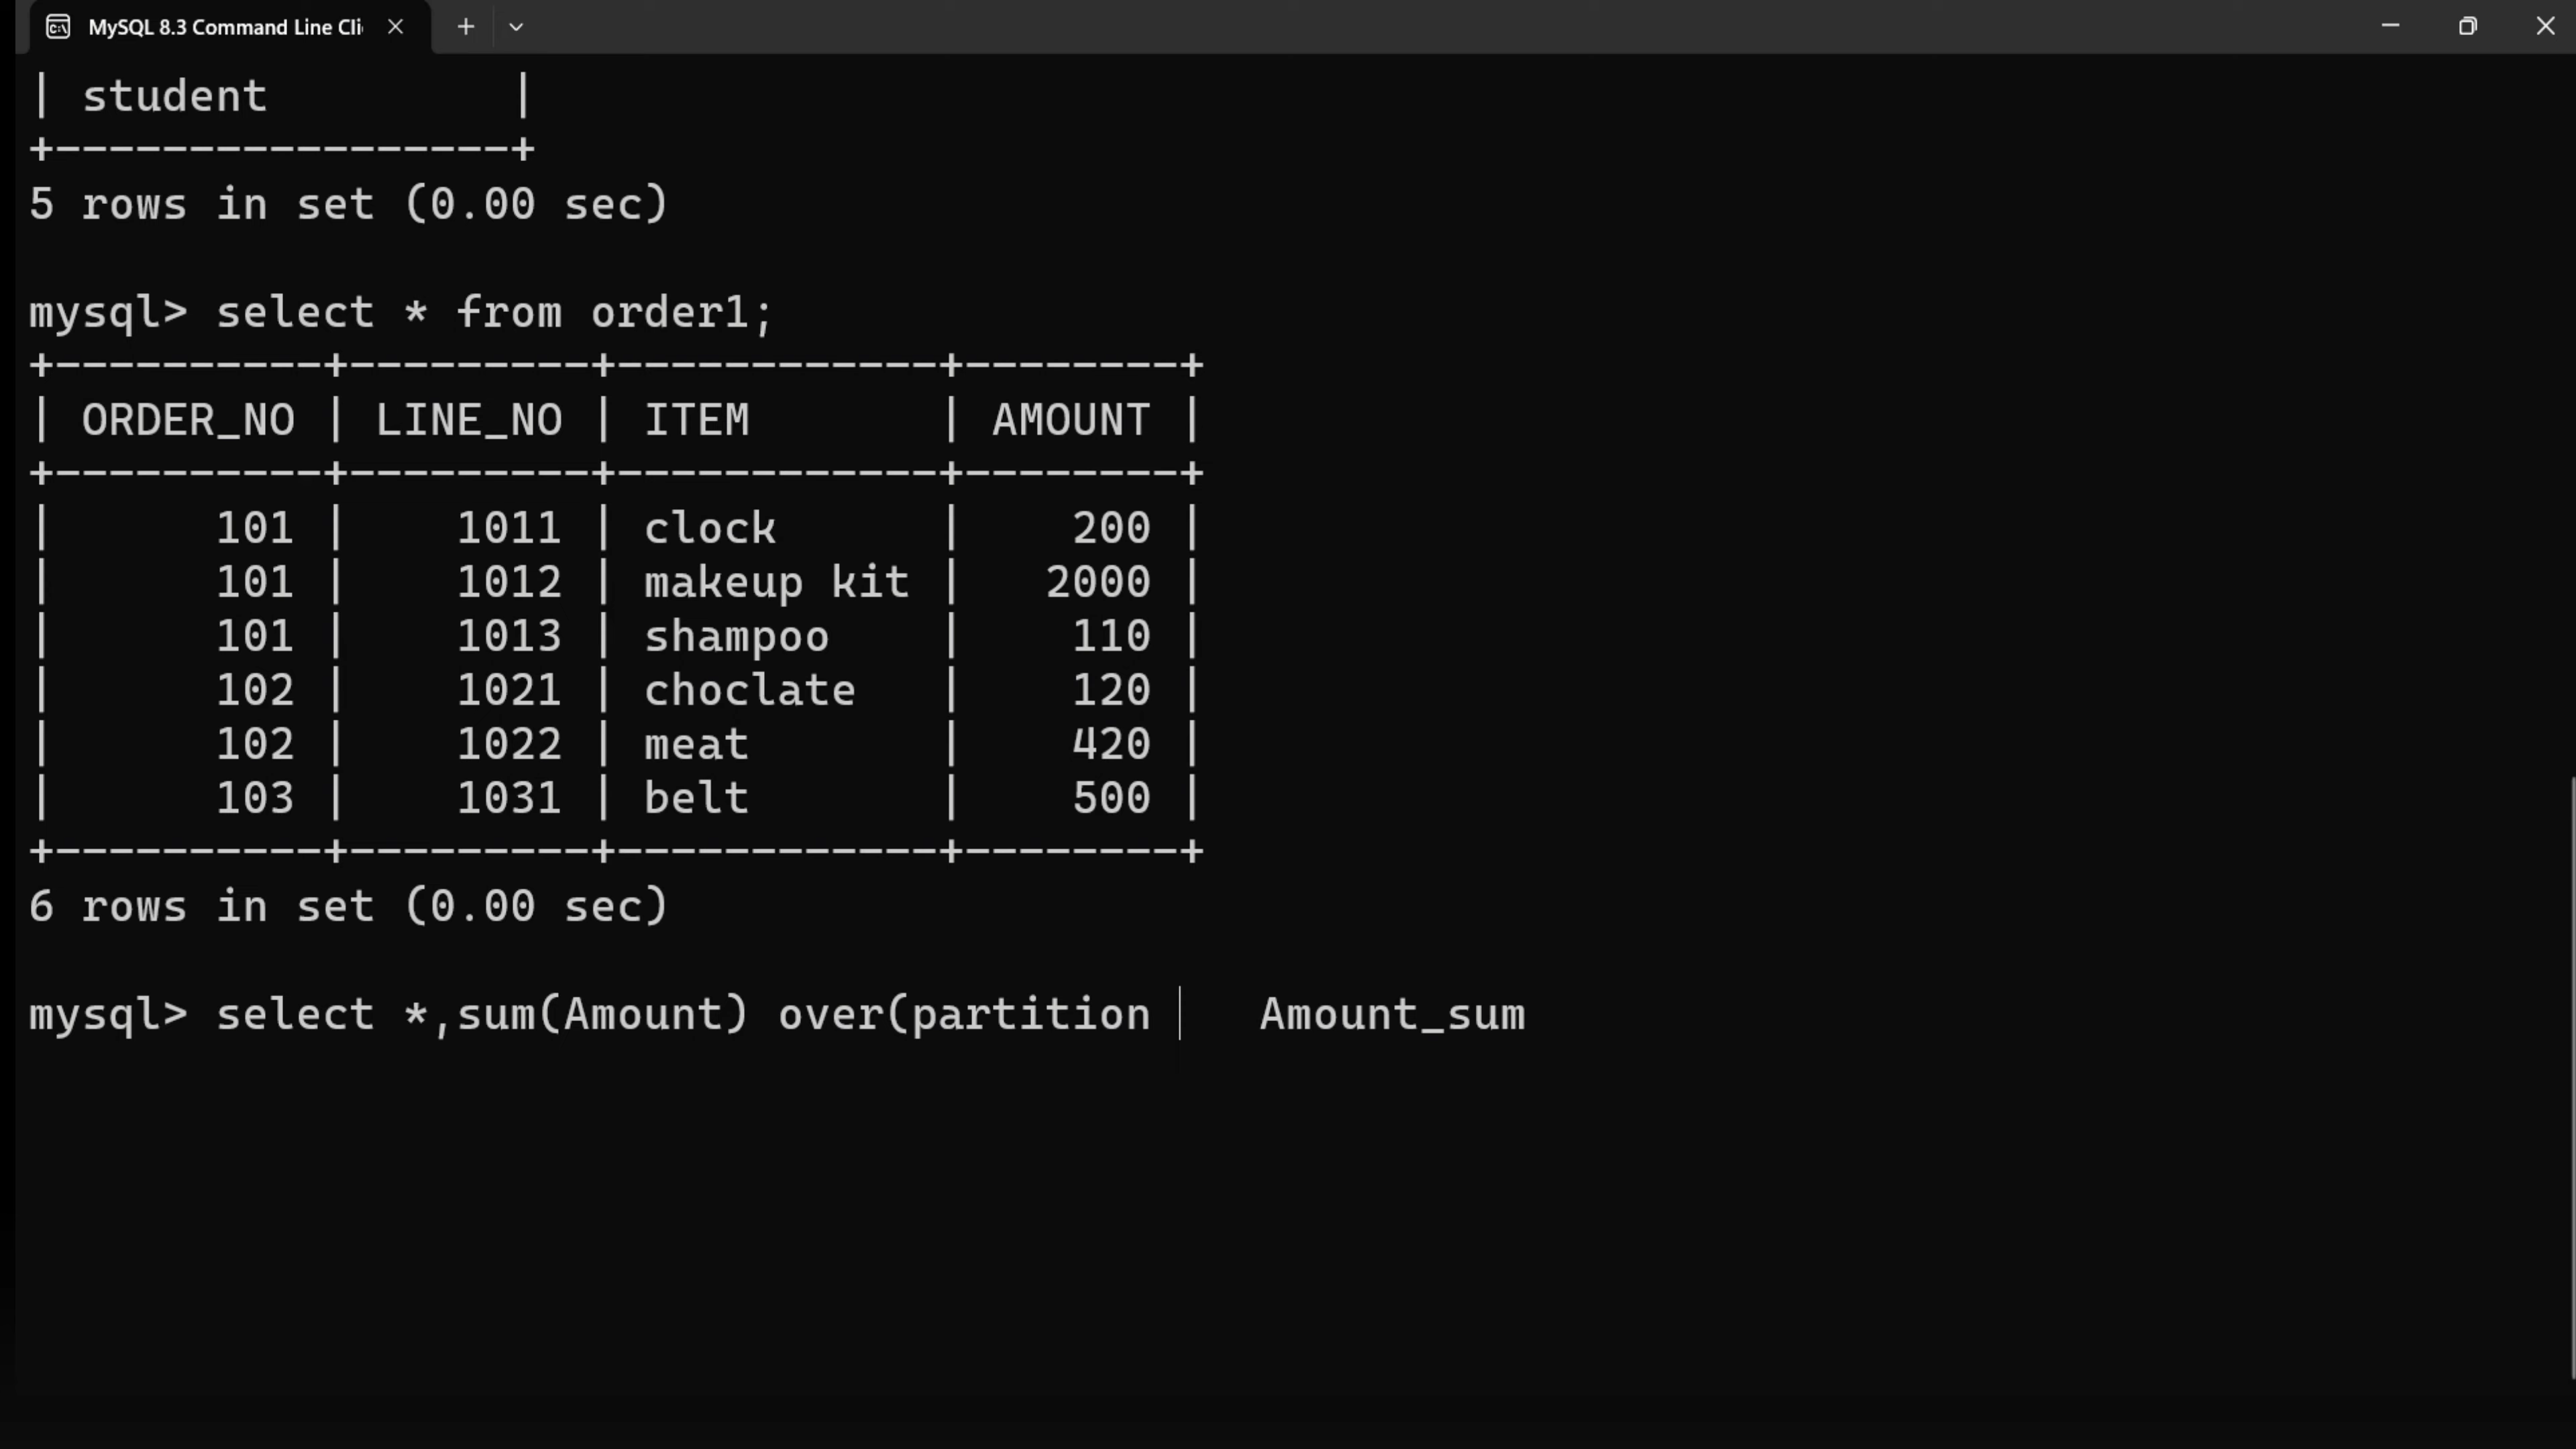 MySQL 8.3 Command Line Cli
| student         |
+-----------------+
5 rows in set (0.00 sec)
mysql> select * from order1;
+----------+---------+------------+--------+
| ORDER_NO | LINE_NO | ITEM       | AMOUNT |
+----------+---------+------------+--------+
|      101 |    1011 | clock      |    200 |
|      101 |    1012 | makeup kit |   2000 |
|      101 |    1013 | shampoo    |    110 |
|      102 |    1021 | choclate   |    120 |
|      102 |    1022 | meat       |    420 |
|      103 |    1031 | belt       |    500 |
+----------+---------+------------+--------+
6 rows in set (0.00 sec)
mysql> select *,sum(Amount) over(partition    Amount_sum